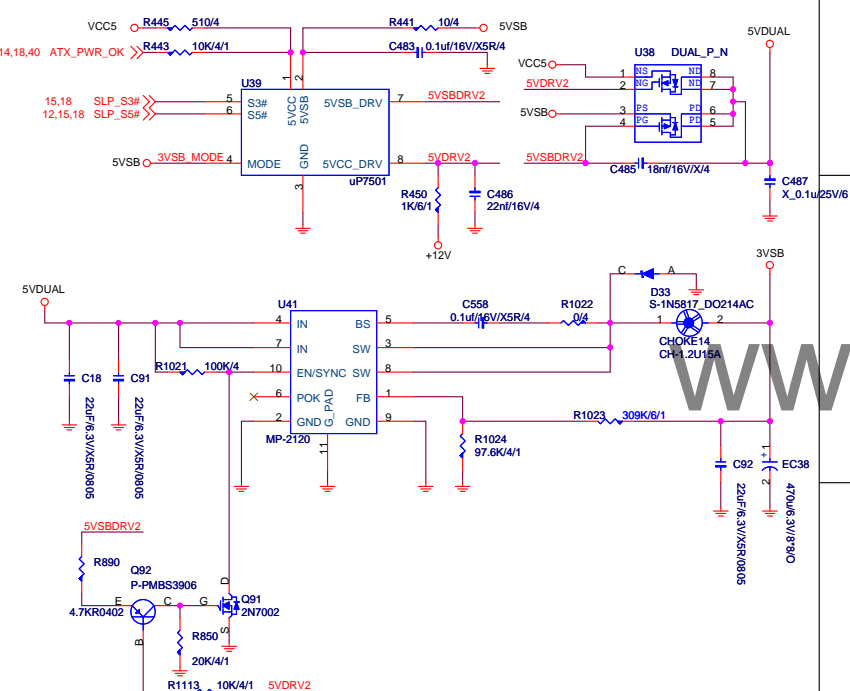 VCC5 R445 510/4 R441 10/4 5VSB
14,18,40 ATX_PWR_OK R443 10K/4/1 C483 0.1uf/16V/X5R/4
5VDUAL
U38 DUAL_P_N
VCC5 1 NS ND 8
5VDRV2 2 NG ND 7
5VSB 3 PS PD 6
4 PG PD 5
5VSBDRV2
C485 18nf/16V/X/4
C487
X_0.1u/25V/6
U39
1 2
15,18 SLP_S3# 5 S3# 5VCC 5VSB 5VSB_DRV 7 5VSBDRV2
12,15,18 SLP_S5# 6 S5#
5VSB 3VSB_MODE 4 MODE GND 5VCC_DRV 8 5VDRV2
3
uP7501
R450
1K/6/1
C486
22nf/16V/4
+12V
3VSB
C A
D33
S-1N5817_DO214AC
5VDUAL
U41
4 IN BS 5
7 IN SW 3
10 EN/SYNC SW 8
6 POK FB 1
2 GND G_PAD GND 9
11
MP-2120
C558
0.1uf/16V/X5R/4
R1022
0/4
1 2
CHOKE14
CH-1.2U15A
WW
R1021 100K/4
C18
22uF/6.3V/X5R/0805
C91
22uF/6.3V/X5R/0805
R1023 309K/6/1
R1024
97.6K/4/1
C92
22uF/6.3V/X5R/0805
+ 1
EC38
2
470u/6.3V/8*8/O
5VSBDRV2
R890
Q92
P-PMBS3906
4.7KR0402 E C G
B
D
Q91
2N7002
S
R850
20K/4/1
R1113 10K/4/1 5VDRV2